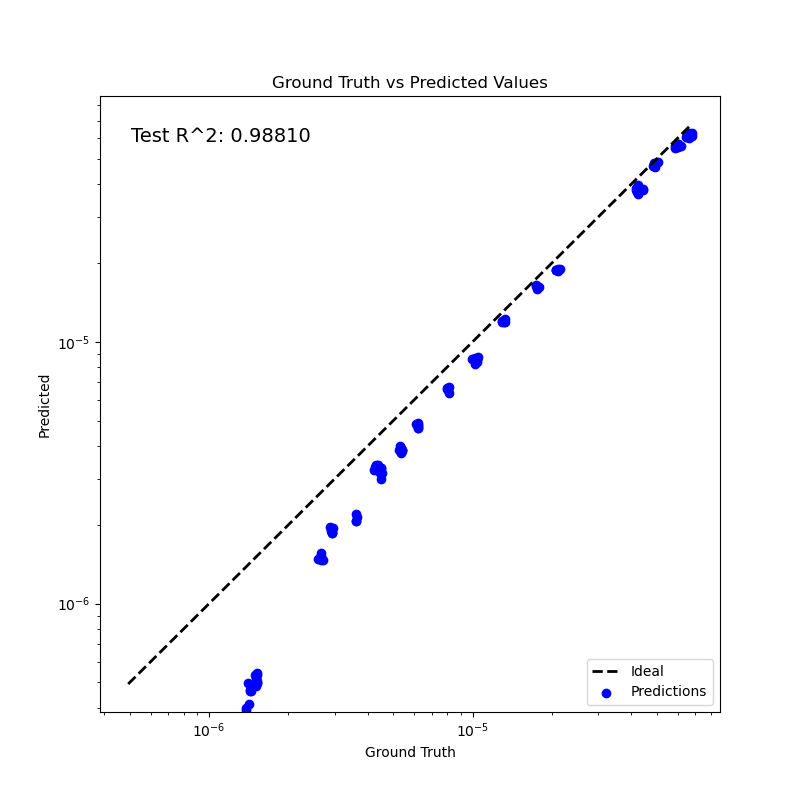 Ground Truth vs Predicted Values
Test R^2: 0.98810
Predicted
10⁻⁵
10⁻⁶
Ideal
Predictions
10⁻⁶
10⁻⁵
Ground Truth